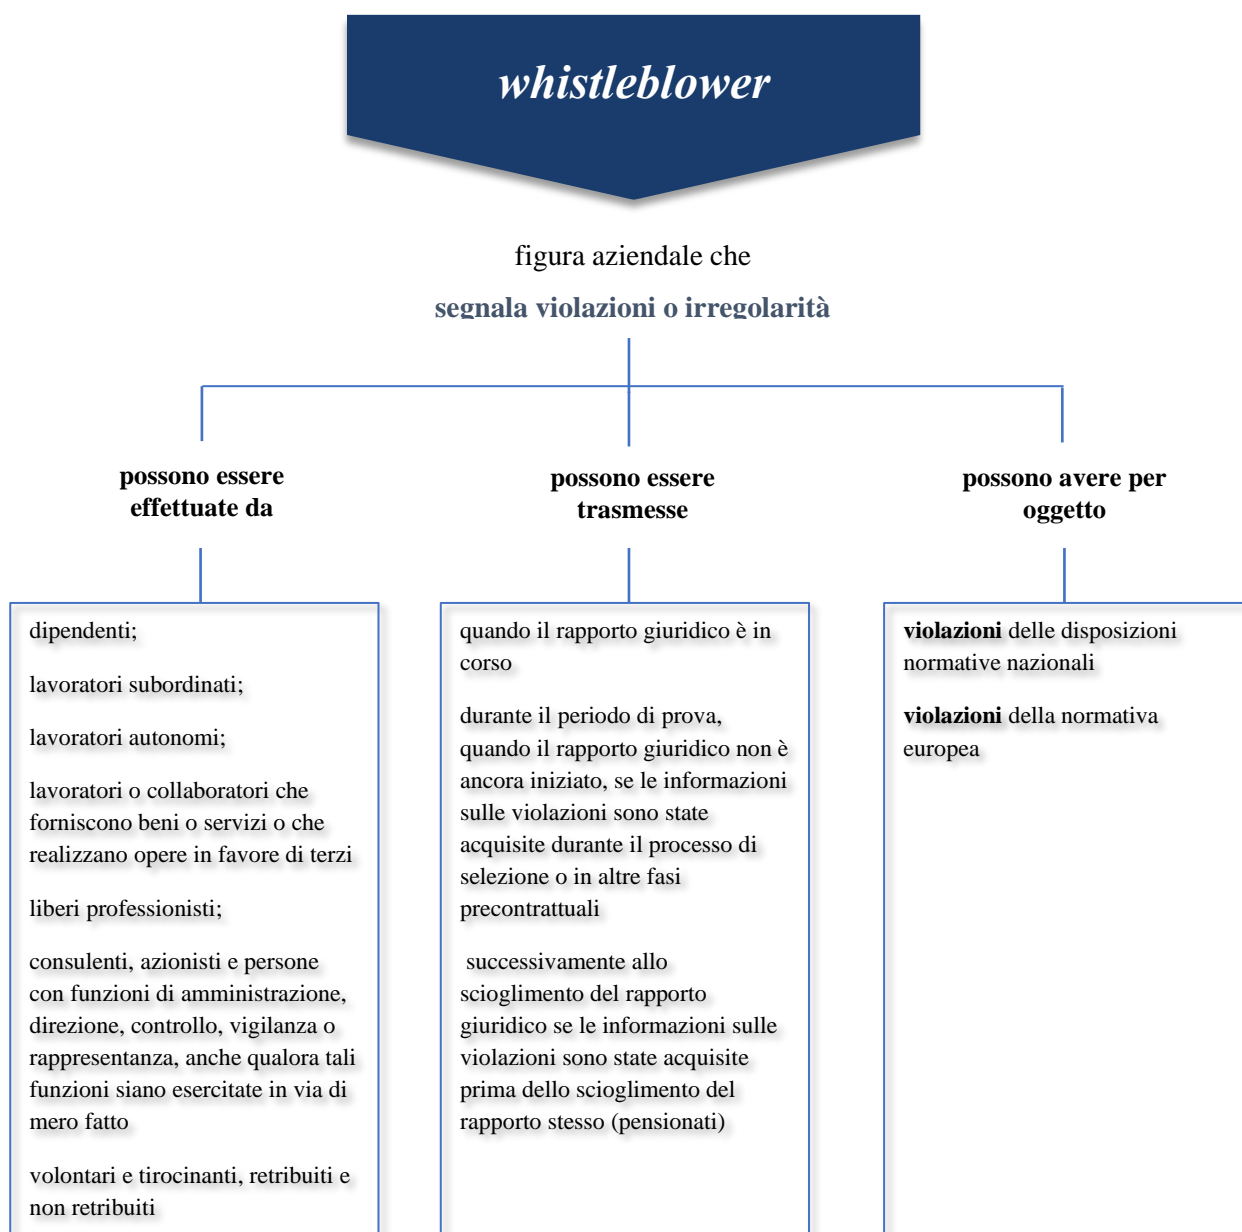 whistleblower
figura aziendale che
segnala violazioni o irregolarità
possono essere
effettuate da
dipendenti;
lavoratori subordinati;
lavoratori autonomi;
lavoratori o collaboratori che
forniscono beni o servizi o che
realizzano opere in favore di terzi
liberi professionisti;
consulenti, azionisti e persone
con funzioni di amministrazione,
direzione, controllo, vigilanza o
rappresentanza, anche qualora tali
funzioni siano esercitate in via di
mero fatto
volontari e tirocinanti, retribuiti e
non retribuiti
possono essere
trasmesse
quando il rapporto giuridico è in
corso
durante il periodo di prova,
quando il rapporto giuridico non è
ancora iniziato, se le informazioni
sulle violazioni sono state
acquisite durante il processo di
selezione o in altre fasi
precontrattuali
successivamente allo
scioglimento del rapporto
giuridico se le informazioni sulle
violazioni sono state acquisite
prima dello scioglimento del
rapporto stesso (pensionati)
possono avere per
oggetto
violazioni delle disposizioni
normative nazionali
violazioni della normativa
europea